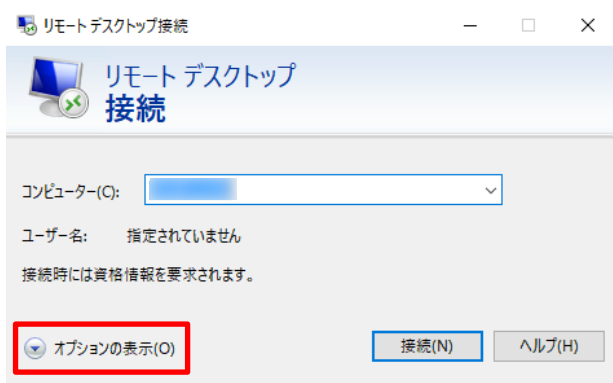 リモート デスクトップ接続
リモート デスクトップ
接続
コンピューター(C):
ユーザー名: 指定されていません
接続時には資格情報を要求されます。
オプションの表示(O) 接続(N) ヘルプ(H)